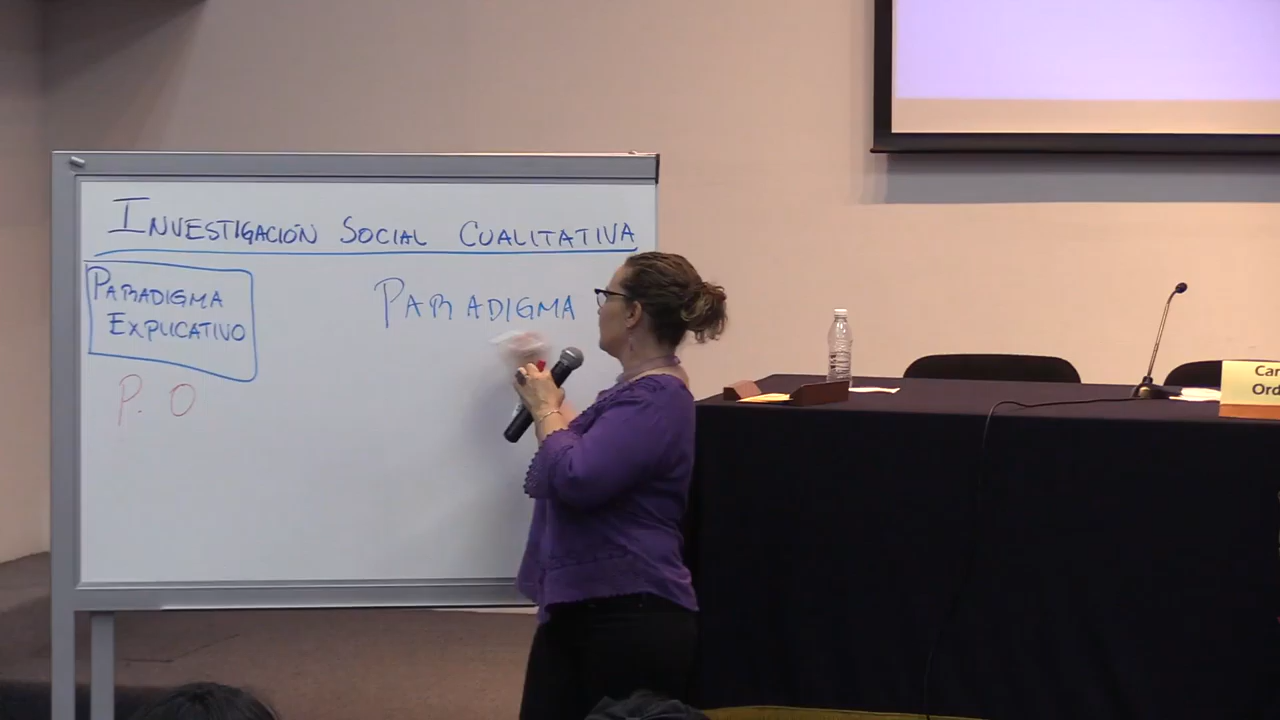 INVESTIGACIÓN SOCIAL CUALITATIVA
PARADIGMA
EXPLICATIVO
P. O
PARADIGMA